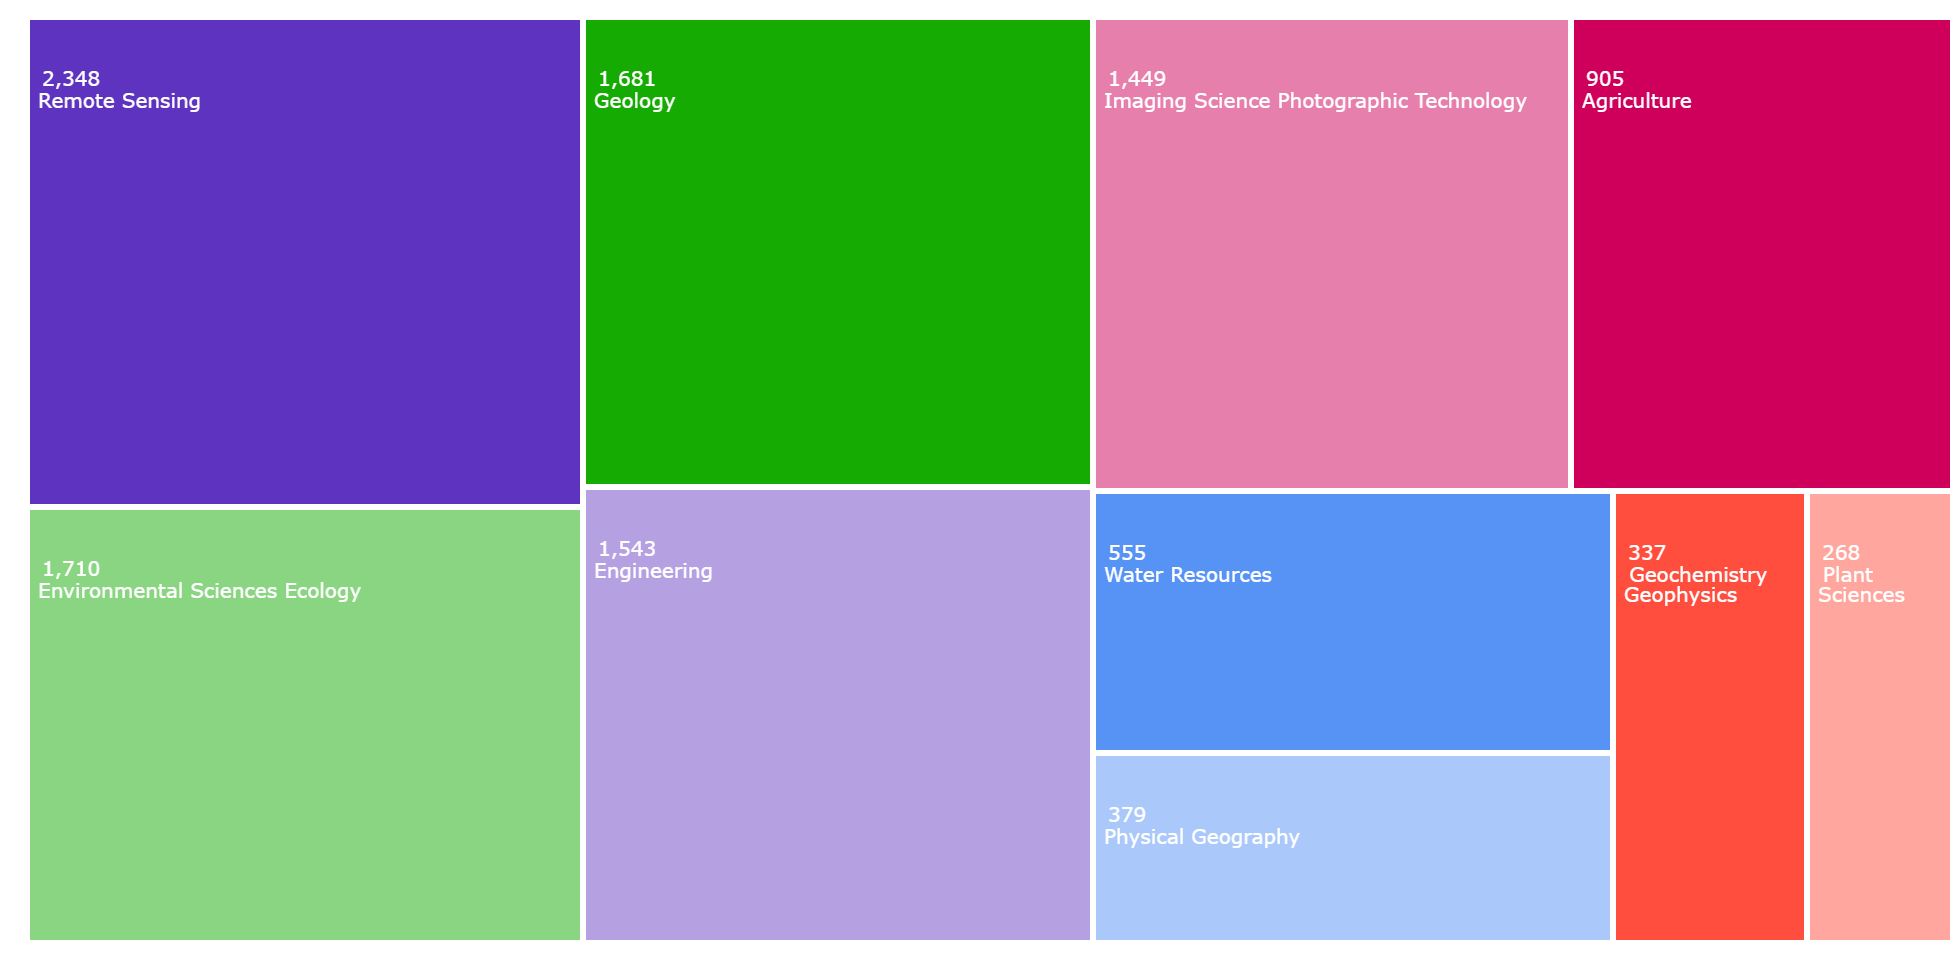 2,348
Remote Sensing
1,681
Geology
1,449
Imaging Science Photographic Technology
905
Agriculture
1,710
Environmental Sciences Ecology
1,543
Engineering
555
Water Resources
337
Geochemistry
Geophysics
268
Plant
Sciences
379
Physical Geography